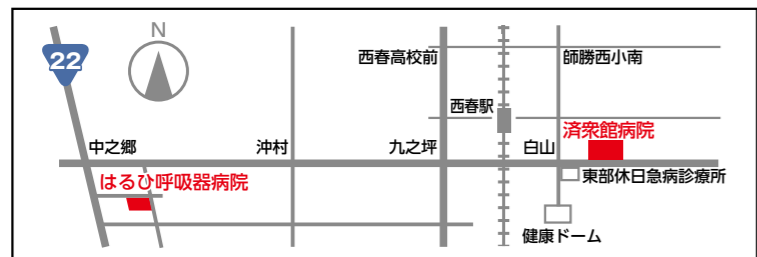 N
22
西春高校前
師勝西小南
西春駅
済衆館病院
中之郷
沖村
九之坪
白山
はるひ呼吸器病院
東部休日急病診療所
健康ドーム